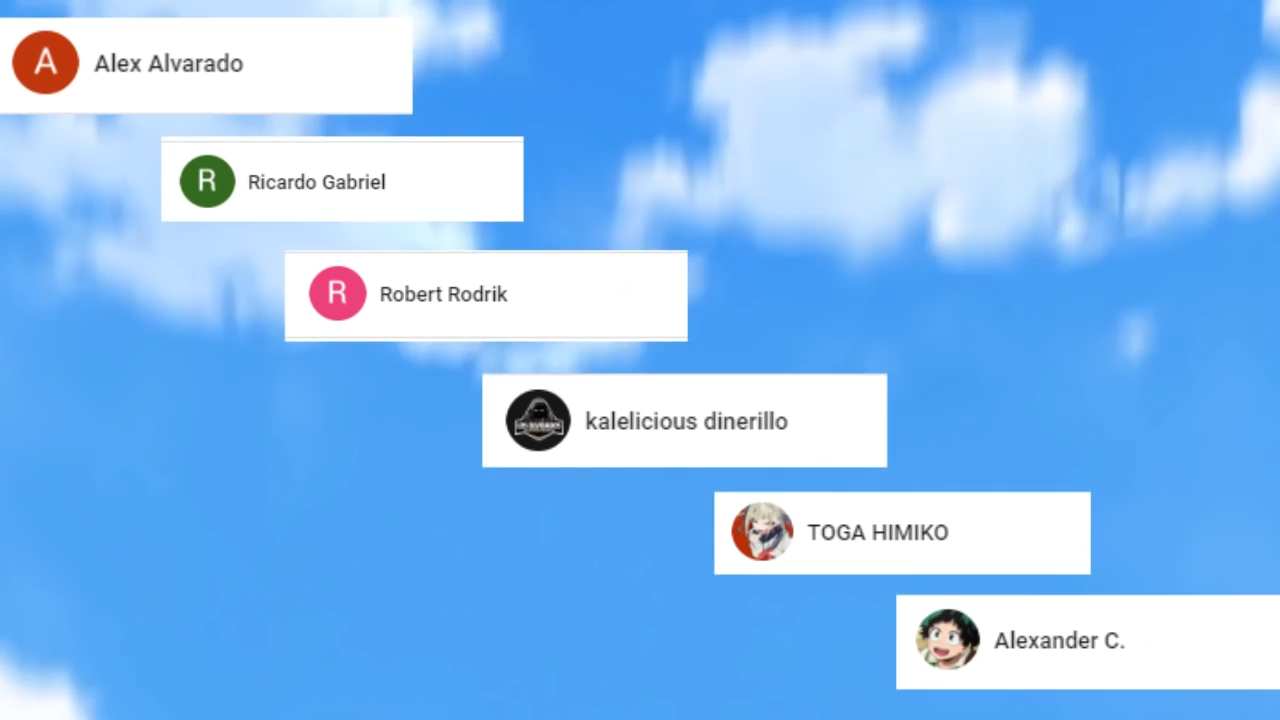 A Alex Alvarado
R Ricardo Gabriel
R Robert Rodrik
kalelicious dinerillo
TOGA HIMIKO
Alexander C.